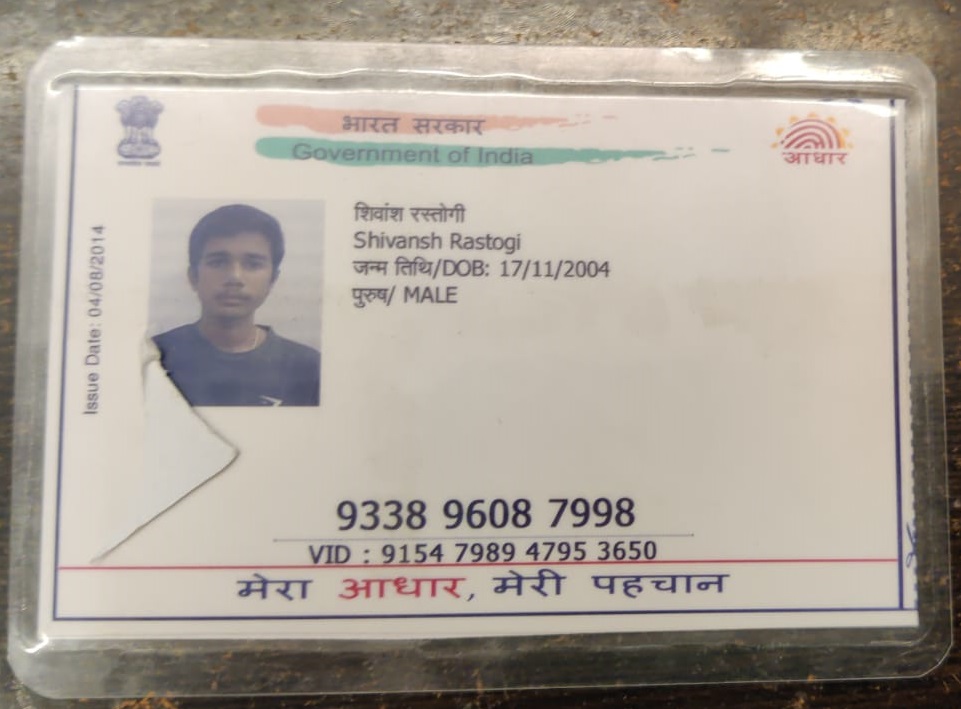 भारत सरकार
Government of India
आधार
Issue Date: 04/08/2014
शिवांश रस्तोगी
Shivansh Rastogi
जन्म तिथि/DOB: 17/11/2004
पुरुष/ MALE
9338 9608 7998
VID : 9154 7989 4795 3650
मेरा आधार, मेरी पहचान